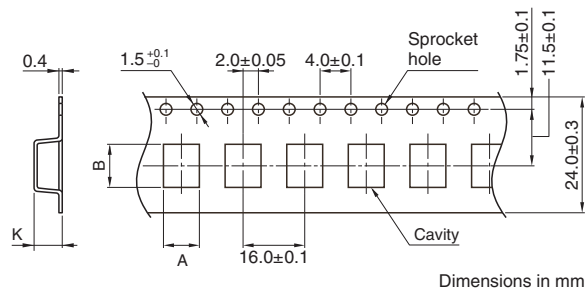 0.4
1.5 +0.1 -0
2.0±0.05
4.0±0.1
Sprocket
hole
1.75±0.1
11.5±0.1
24.0±0.3
B
K
A
16.0±0.1
Cavity
Dimensions in mm